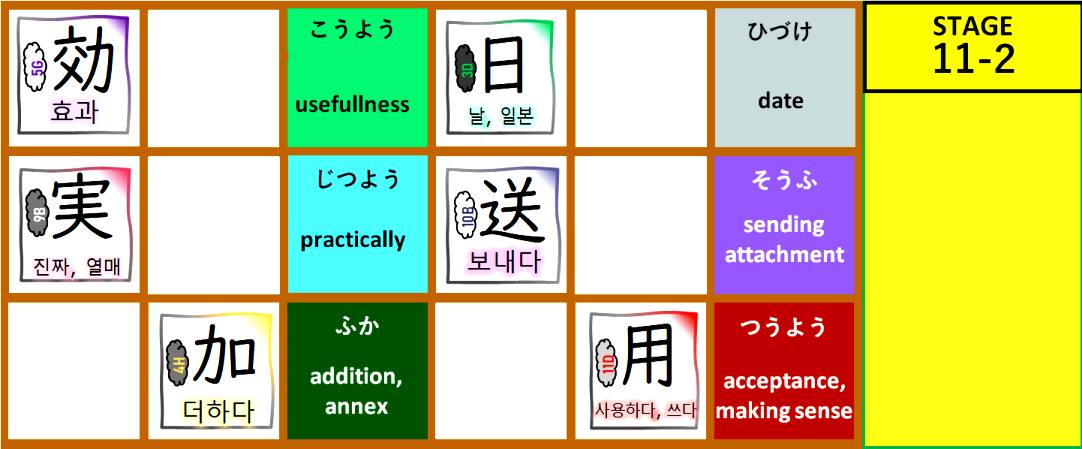 5G
効
효과
こうよう
usefullness
3D
日
날, 일본
ひづけ
date
STAGE
11-2
9B
実
진짜, 열매
じつよう
practically
10B
送
보내다
そうふ
sending
attachment
4H
加
더하다
ふか
addition,
annex
11D
用
사용하다, 쓰다
つうよう
acceptance,
making sense